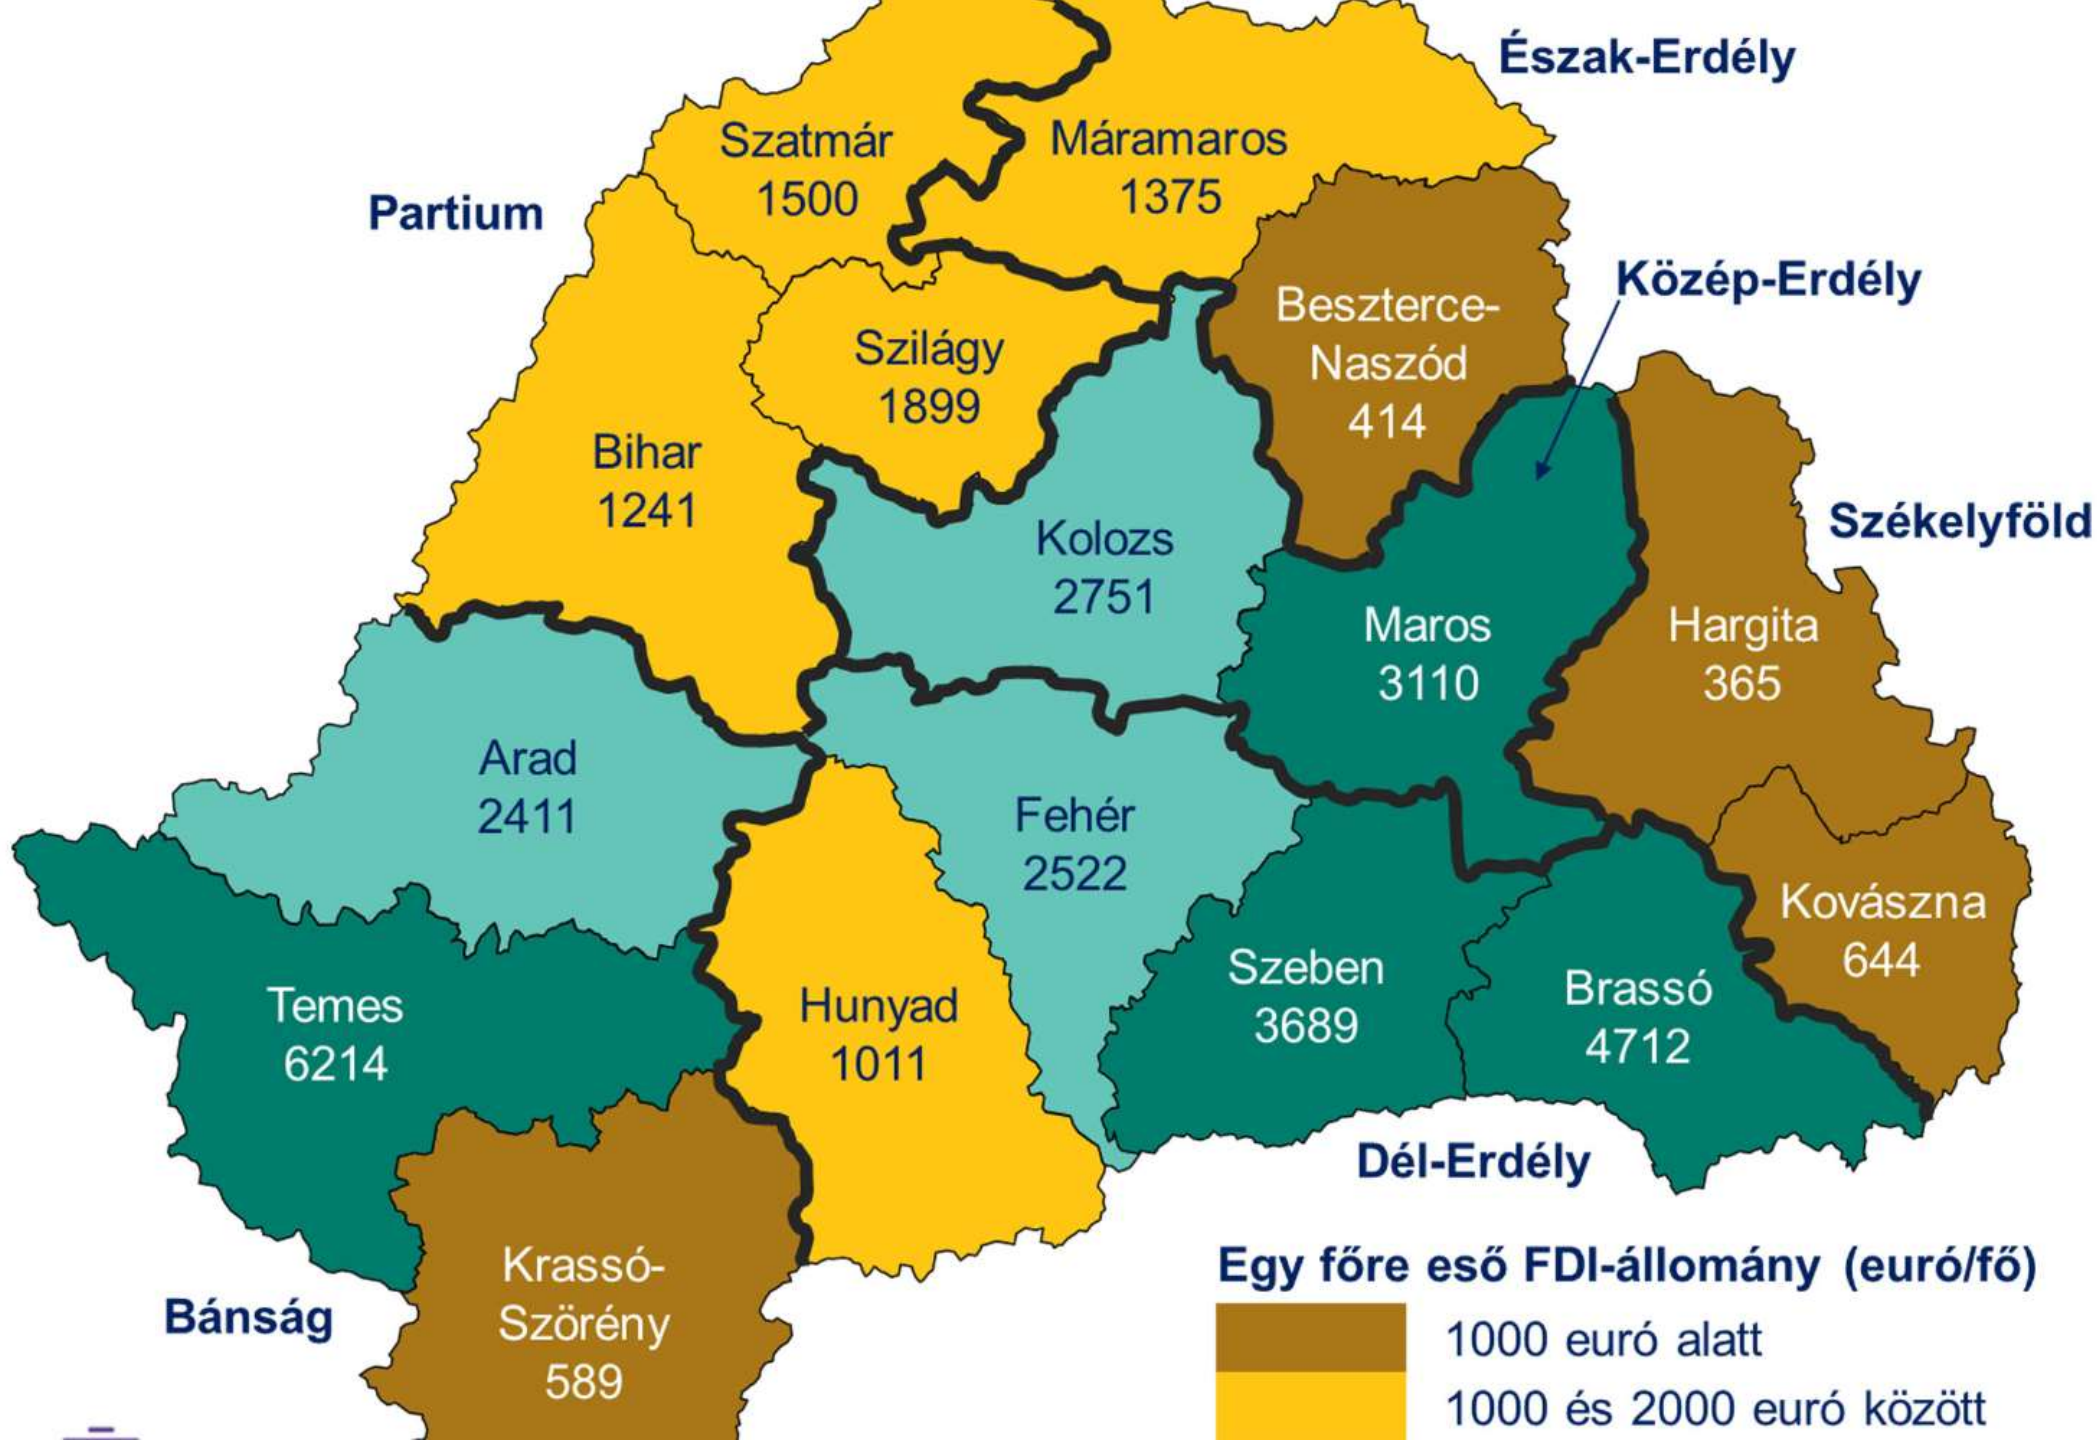 Észak-Erdély
Szatmár
1500
Máramaros
1375
Partium
Közép-Erdély
Beszterce-
Naszód
414
Szilágy
1899
Bihar
1241
Székelyföld
Kolozs
2751
Maros
3110
Hargita
365
Arad
2411
Fehér
2522
Kovászna
644
Szeben
3689
Brassó
4712
Temes
6214
Hunyad
1011
Dél-Erdély
Krassó-
Szörény
589
Bánság
Egy főre eső FDI-állomány (euró/fő)
1000 euró alatt
1000 és 2000 euró között